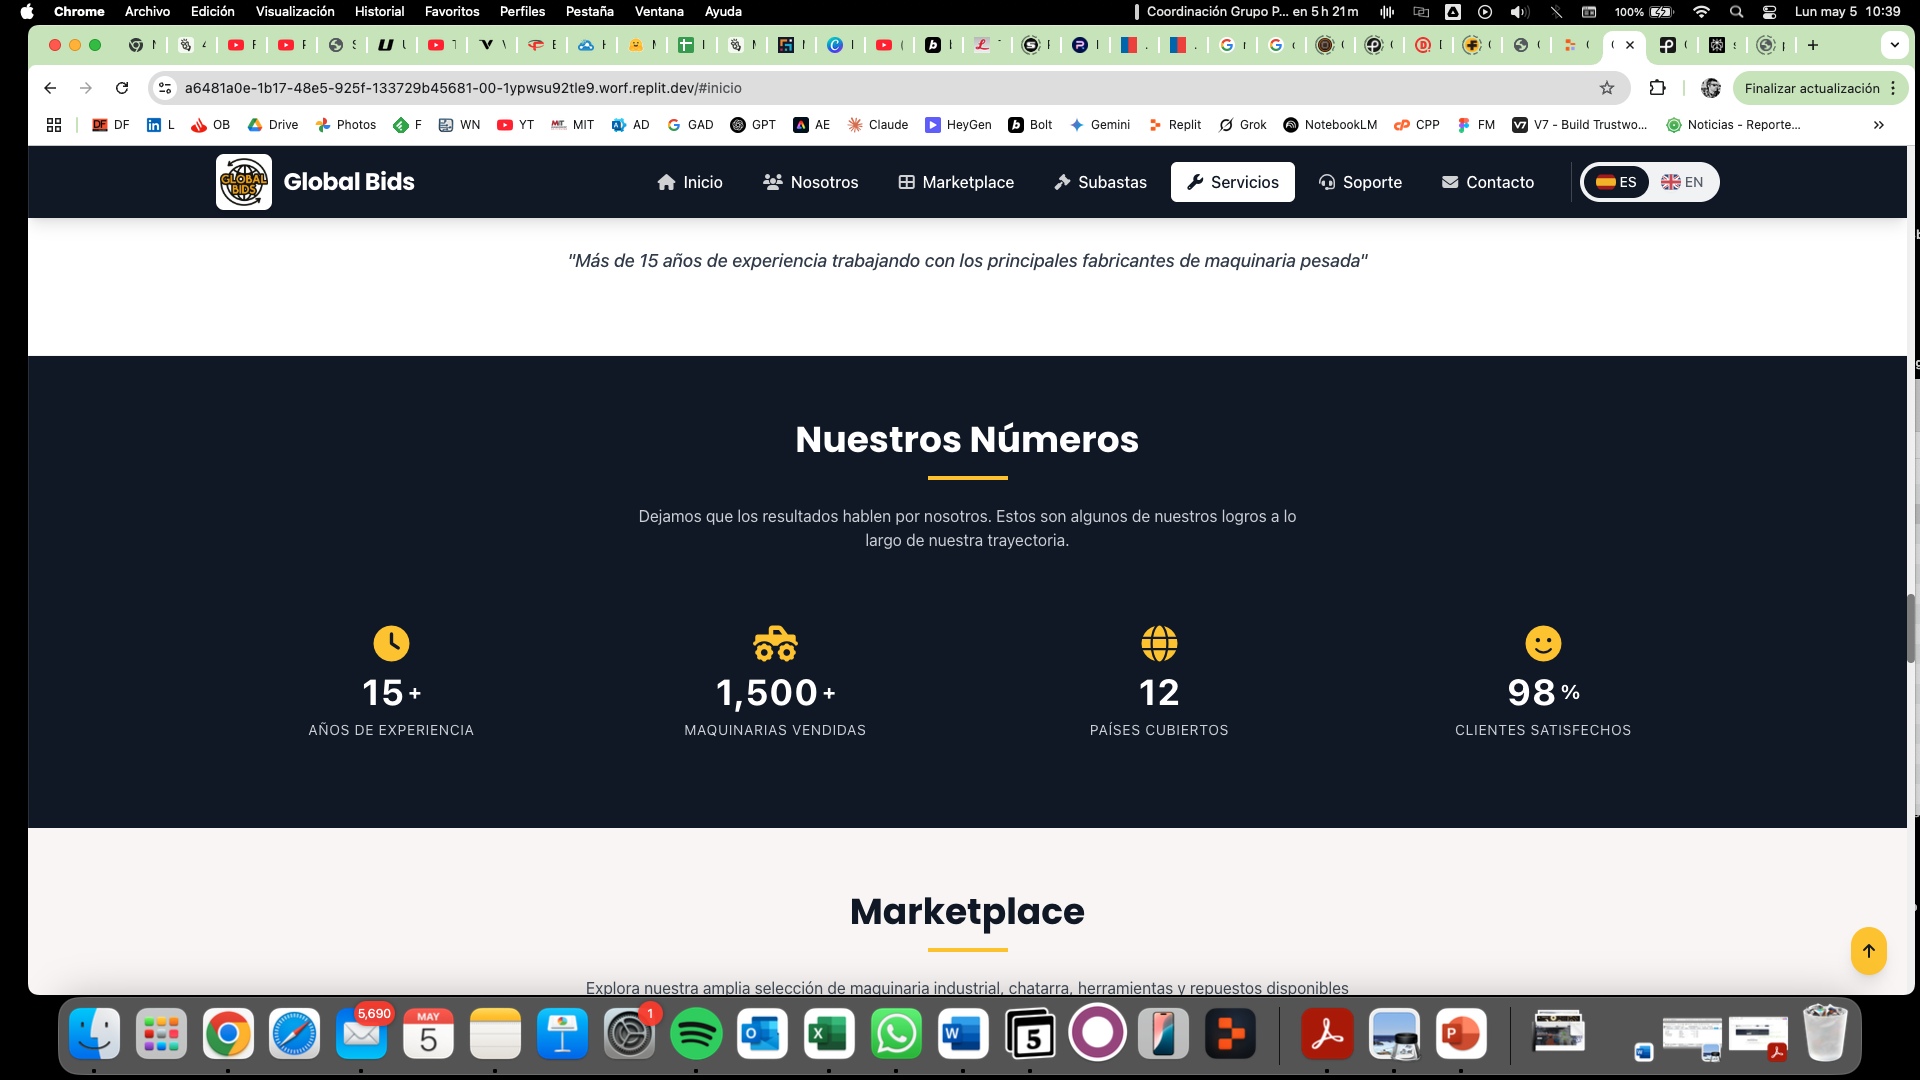 Chrome Archivo Edición Visualización Historial Favoritos Perfiles Pestaña Ventana Ayuda
Coordinación Grupo P... en 5 h 21 m
100%
Lun may 5 10:39
a6481a0e-1b17-48e5-925f-133729b45681-00-1ypwsu92tle9.worf.replit.dev/#inicio
Finalizar actualización
DF L OB Drive Photos F WN YT MIT AD GAD GPT AE Claude HeyGen Bolt Gemini Replit Grok NotebookLM CPP FM V7 - Build Trustwo... Noticias - Reporte...
GLOBAL BIDS
Global Bids
Inicio Nosotros Marketplace Subastas Servicios Soporte Contacto ES EN
"Más de 15 años de experiencia trabajando con los principales fabricantes de maquinaria pesada"
Nuestros Números
Dejamos que los resultados hablen por nosotros. Estos son algunos de nuestros logros a lo
largo de nuestra trayectoria.
15+ 1,500+ 12 98%
AÑOS DE EXPERIENCIA MAQUINARIAS VENDIDAS PAÍSES CUBIERTOS CLIENTES SATISFECHOS
Marketplace
Explora nuestra amplia selección de maquinaria industrial, chatarra, herramientas y repuestos disponibles
5,690
MAY
5
1
5